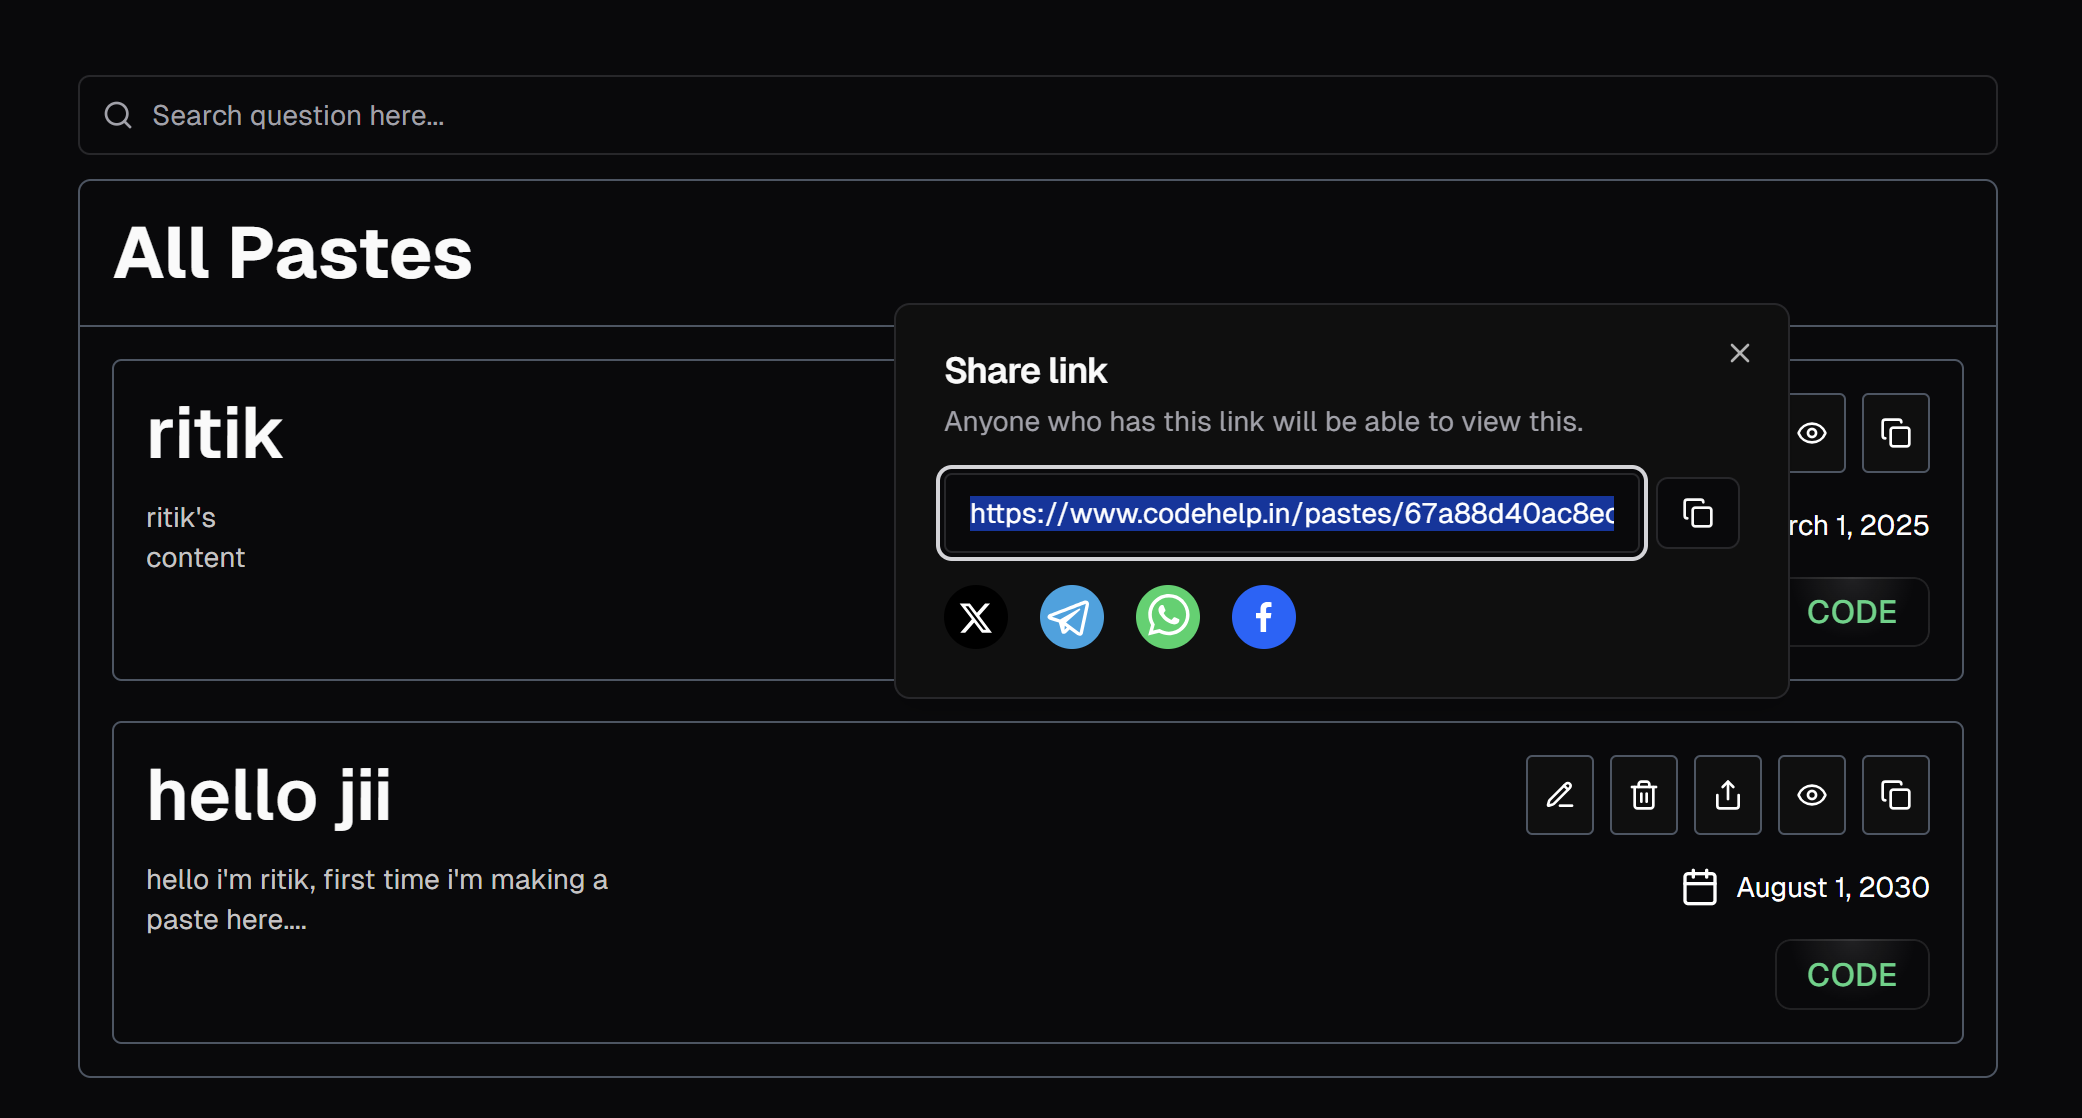 Search question here...
All Pastes
Share link
Anyone who has this link will be able to view this.
https://www.codehelp.in/pastes/67a88d40ac8e
ritik
ritik's
content
1, 2025
CODE
hello jii
hello i'm ritik, first time i'm making a
paste here....
August 1, 2030
CODE